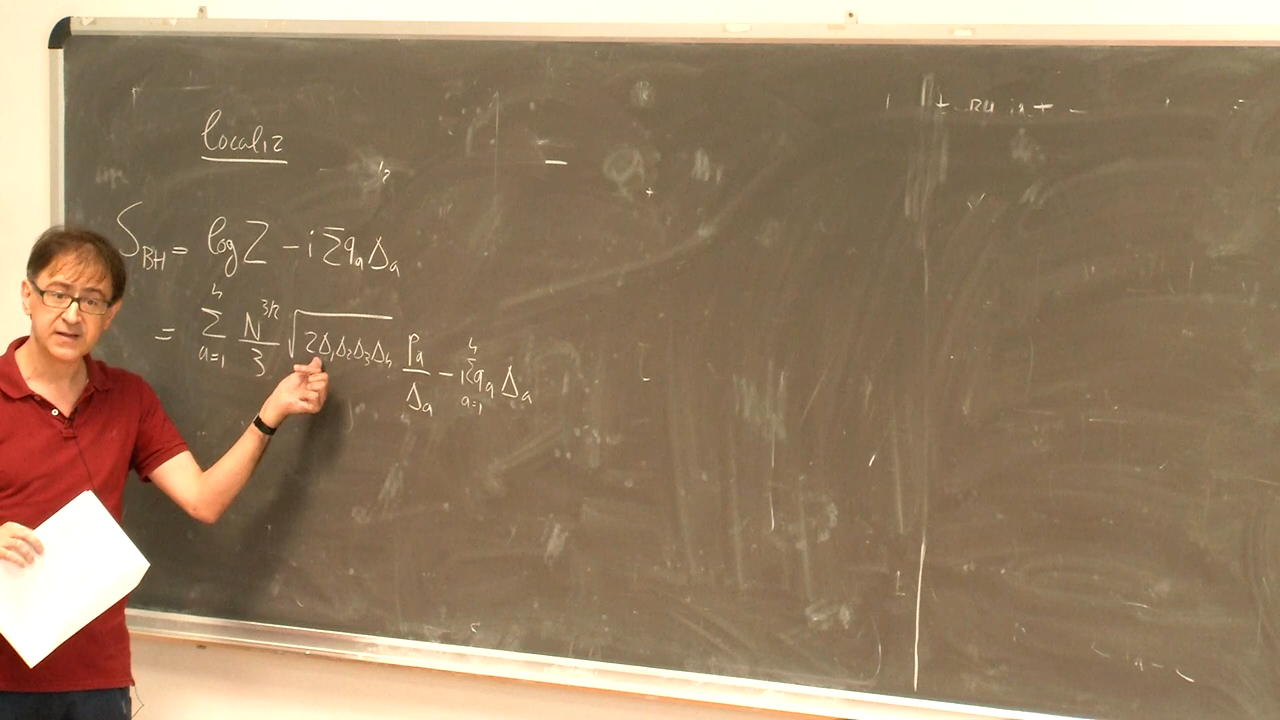 Localiz
S_BH = log Z - i Σ q_a Δ_a
= Σ_{a=1}^{4} N^{3/2}/3 √(2Δ_1Δ_2Δ_3Δ_4) p_a/Δ_a - i Σ_{a=1}^{4} q_a Δ_a